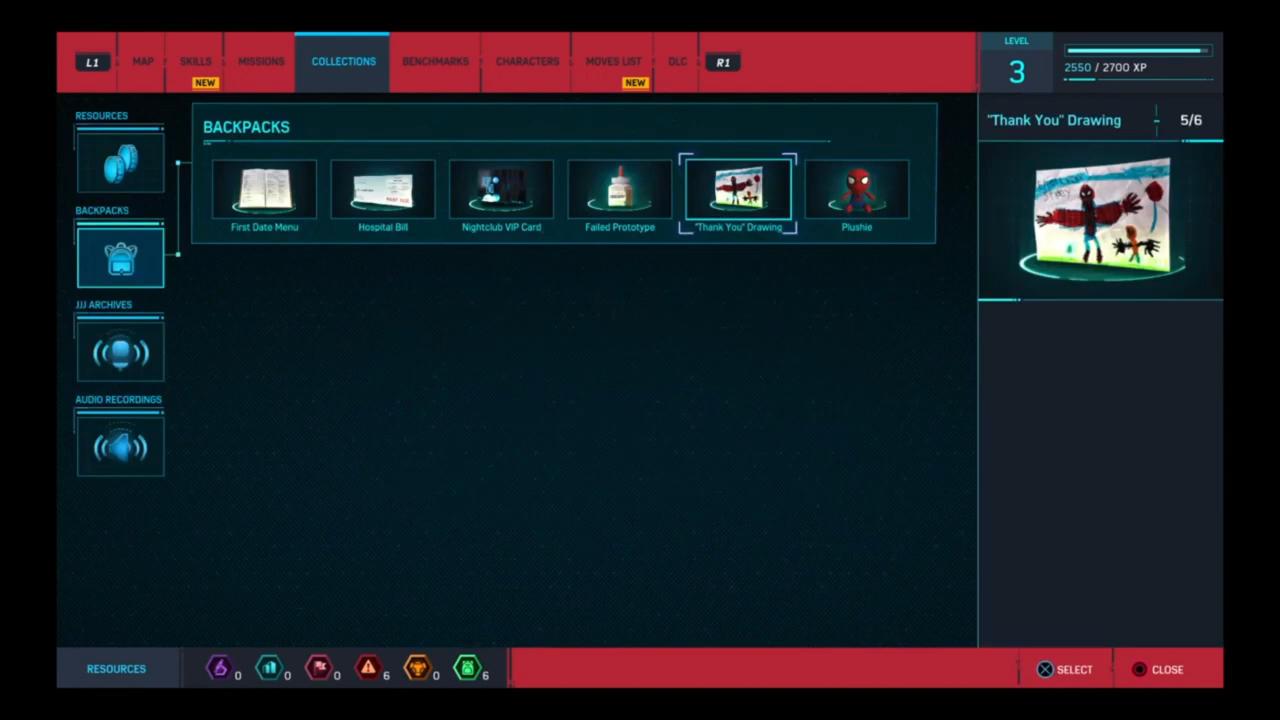 L1 MAP SKILLS MISSIONS COLLECTIONS BENCHMARKS CHARACTERS MOVES LIST DLC R1
NEW NEW
LEVEL
3
2550 / 2700 XP
RESOURCES
BACKPACKS
JJJ ARCHIVES
AUDIO RECORDINGS
BACKPACKS
First Date Menu
Hospital Bill
Nightclub VIP Card
Failed Prototype
"Thank You" Drawing
Plushie
"Thank You" Drawing 5/6
RESOURCES 0 0 0 6 0 6
SELECT CLOSE